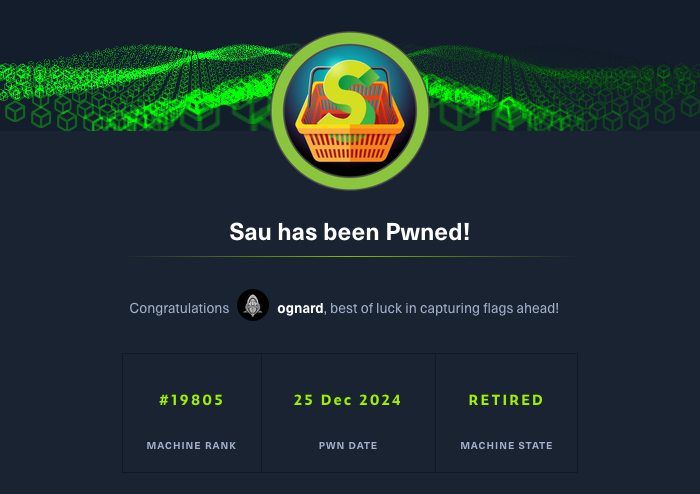 S
Sau has been Pwned!
Congratulations ognard, best of luck in capturing flags ahead!
#19805 25 Dec 2024 RETIRED
MACHINE RANK PWN DATE MACHINE STATE